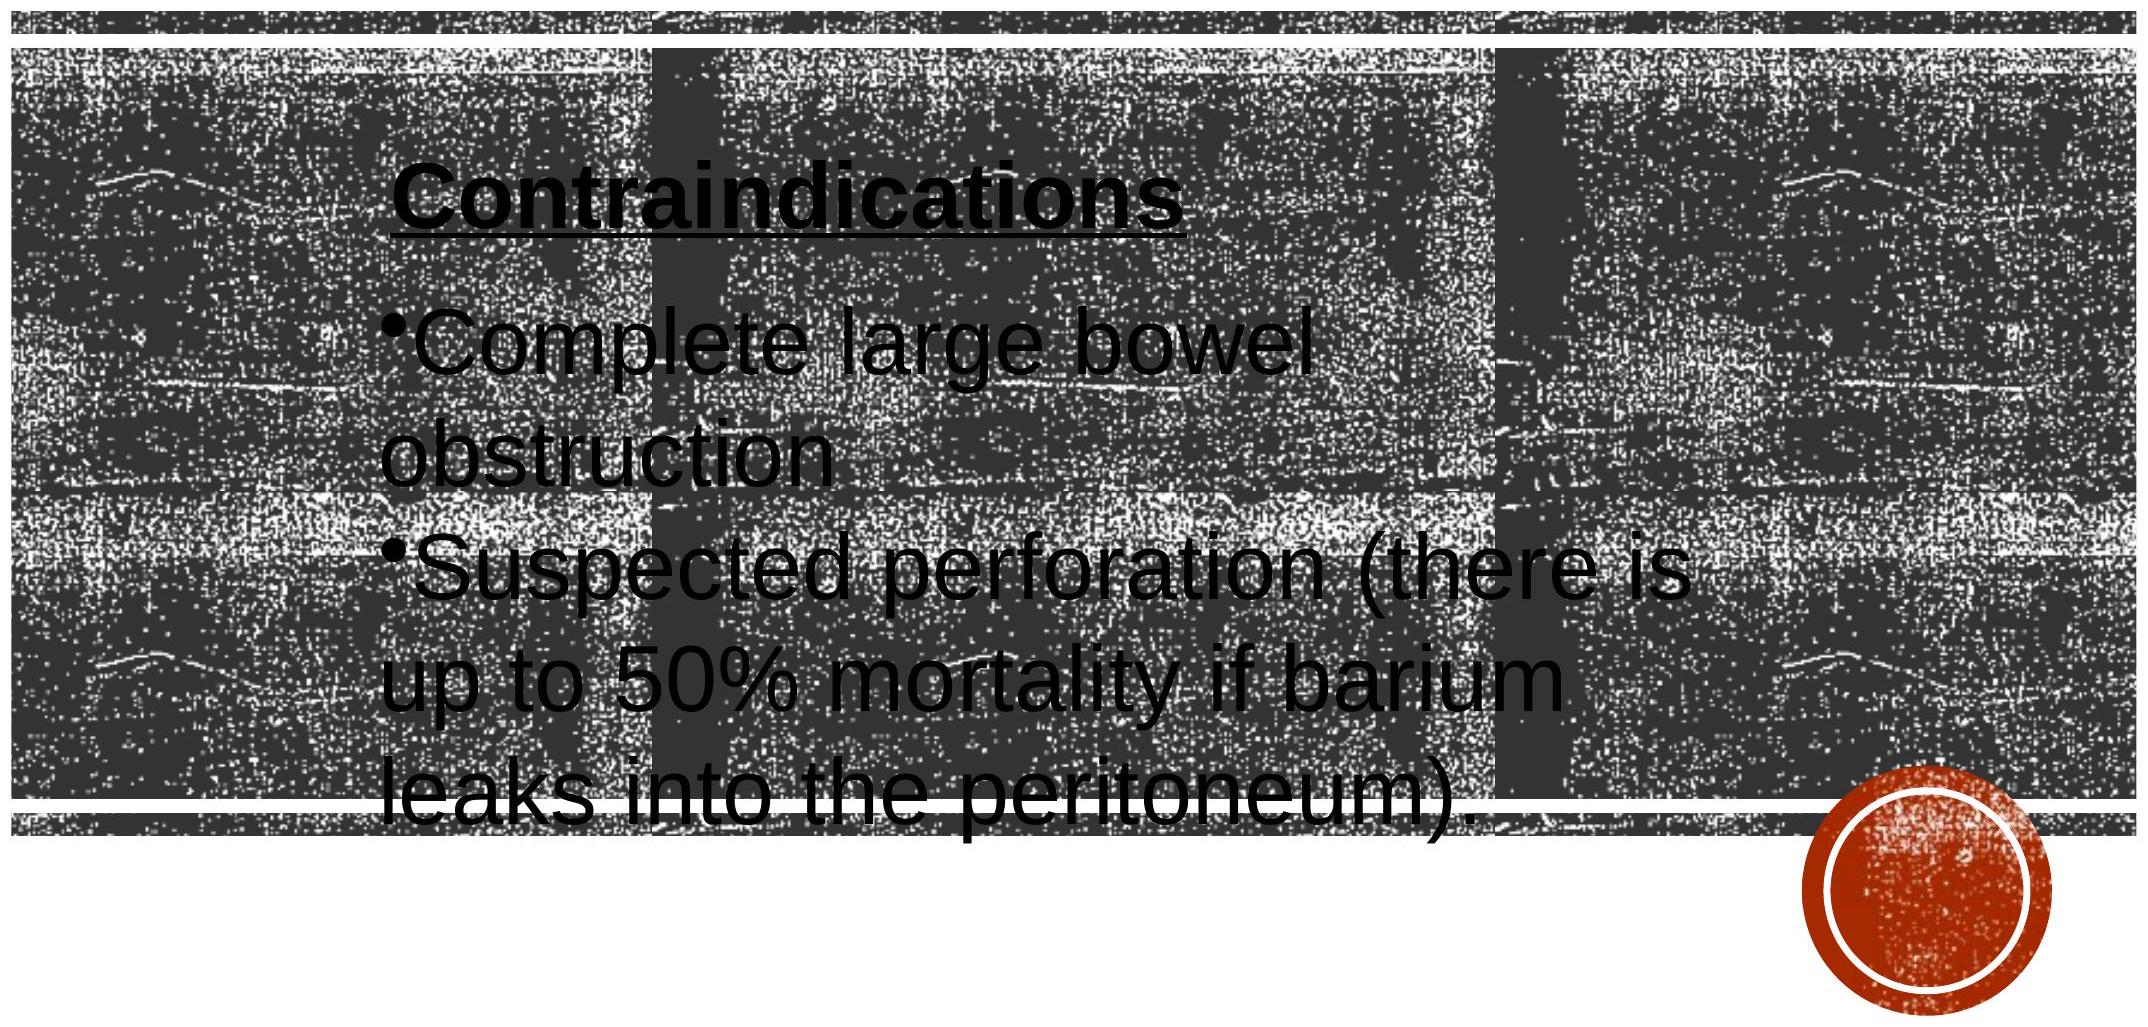 Contraindications
•Complete large bowel
obstruction
•Suspected perforation (there is
up to 50% mortality if barium
leaks into the peritoneum).